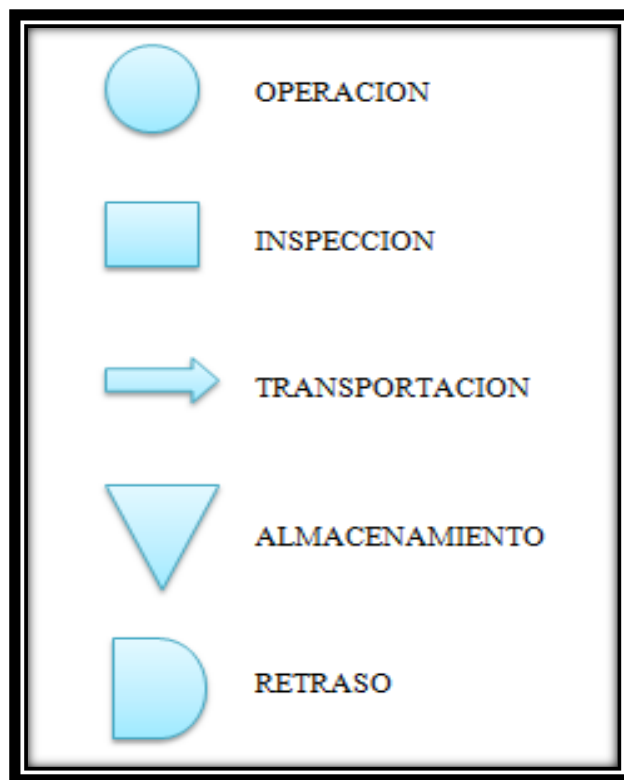 OPERACION
INSPECCION
TRANSPORTACION
ALMACENAMIENTO
RETRASO